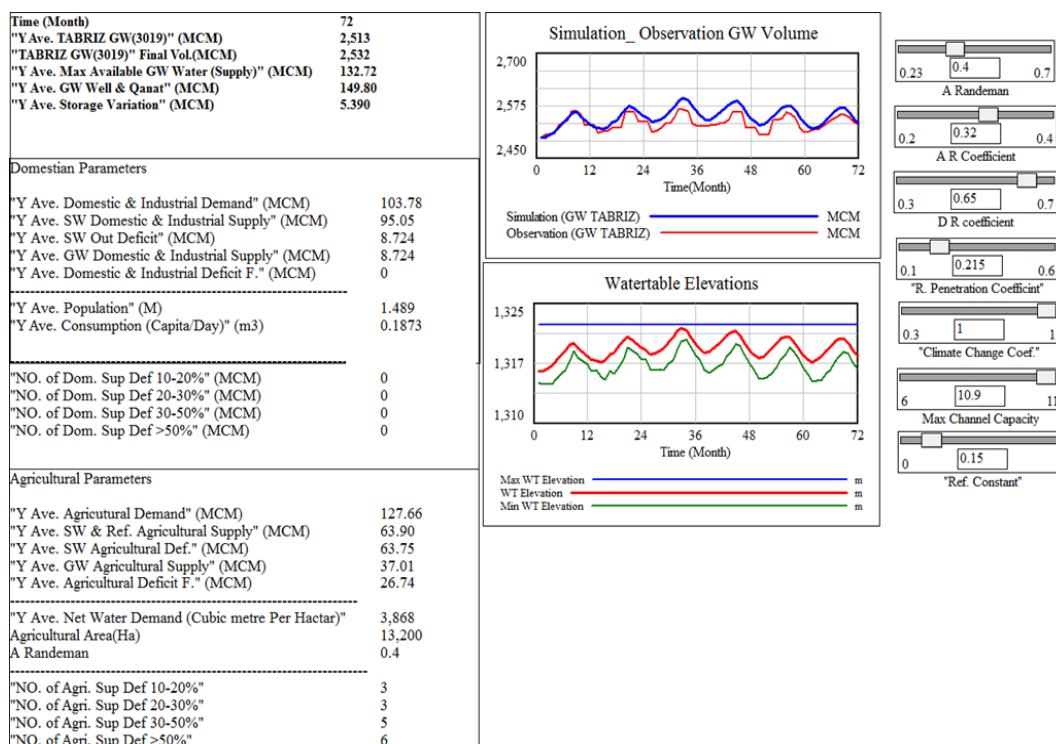 Time (Month) 72
"Y Ave. TABRIZ GW(3019)" (MCM) 2,513
"TABRIZ GW(3019)" Final Vol.(MCM) 2,532
"Y Ave. Max Available GW Water (Supply)" (MCM) 132.72
"Y Ave. GW Well & Qanat" (MCM) 149.80
"Y Ave. Storage Variation" (MCM) 5.390
Domestian Parameters
"Y Ave. Domestic & Industrial Demand" (MCM) 103.78
"Y Ave. SW Domestic & Industrial Supply" (MCM) 95.05
"Y Ave. SW Out Deficit" (MCM) 8.724
"Y Ave. GW Domestic & Industrial Supply" (MCM) 8.724
"Y Ave. Domestic & Industrial Deficit F." (MCM) 0
"Y Ave. Population" (M) 1.489
"Y Ave. Consumption (Capita/Day)" (m3) 0.1873
"NO. of Dom. Sup Def 10-20%" (MCM) 0
"NO. of Dom. Sup Def 20-30%" (MCM) 0
"NO. of Dom. Sup Def 30-50%" (MCM) 0
"NO. of Dom. Sup Def >50%" (MCM) 0
Agricultural Parameters
"Y Ave. Agricutural Demand" (MCM) 127.66
"Y Ave. SW & Ref. Agricultural Supply" (MCM) 63.90
"Y Ave. SW Agricultural Def." (MCM) 63.75
"Y Ave. GW Agricultural Supply" (MCM) 37.01
"Y Ave. Agricultural Deficit F." (MCM) 26.74
"Y Ave. Net Water Demand (Cubic metre Per Hactar)" 3,868
Agricultural Area(Ha) 13,200
A Randeman 0.4
"NO. of Agri. Sup Def 10-20%" 3
"NO. of Agri. Sup Def 20-30%" 3
"NO. of Agri. Sup Def 30-50%" 5
"NO. of Agri. Sup Def >50%" 6
Simulation_ Observation GW Volume
2,700
2,575
2,450
0 12 24 36 48 60 72
Time(Month)
Simulation (GW TABRIZ) MCM
Observation (GW TABRIZ) MCM
Watertable Elevations
1,325
1,317
1,310
0 12 24 36 48 60 72
Time (Month)
Max WT Elevation m
WT Elevation m
Min WT Elevation m
0.23 0.4 0.7
A Randeman
0.2 0.32 0.4
A R Coefficient
0.3 0.65 0.7
D R coefficient
0.1 0.215 0.6
"R. Penetration Coefficint"
0.3 1 1
"Climate Change Coef."
6 10.9 11
Max Channel Capacity
0 0.15
"Ref. Constant"